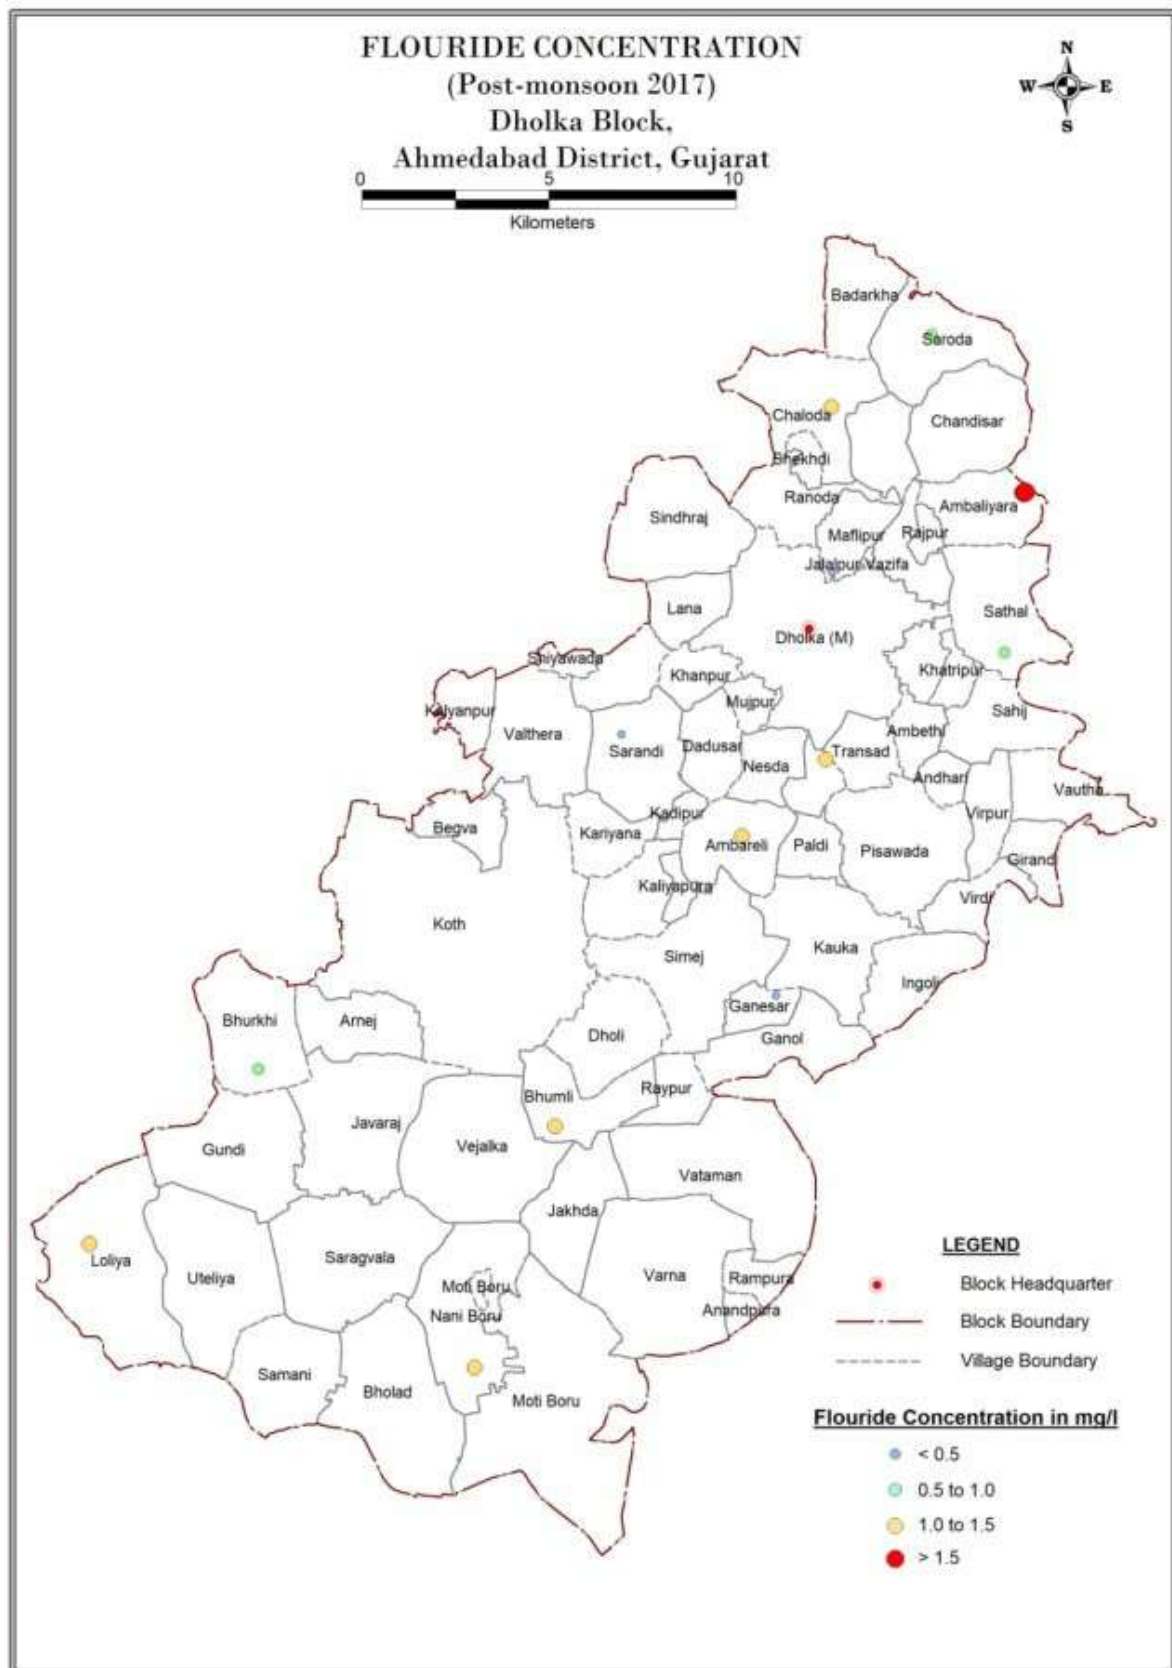 FLOURIDE CONCENTRATION
(Post-monsoon 2017)
Dholka Block,
Ahmedabad District, Gujarat
N
W E
S
0 5 10
Kilometers
Badarkha
Saroda
Chaloda
Chandisar
Bhekhdi
Ranoda
Ambaliyara
Sindhraj
Maflipur
Rajpur
Jalalpur Vazifa
Lana
Sathal
Dholka (M)
Shiyawada
Khanpur
Khatripur
Mujpur
Kalyanpur
Sahij
Valthera
Ambethi
Sarandi
Dadusar
Transad
Nesda
Andhari
Vautha
Kadipur
Virpur
Begva
Kariyana
Ambareli
Paldi
Pisawada
Girand
Kaliyapura
Virdi
Koth
Kauka
Simej
Ingoli
Ganesar
Bhurkhi
Arnej
Dholi
Ganol
Raypur
Bhumli
Javaraj
Gundi
Vejalka
Vataman
Jakhda
Loliya
Saragvala
Uteliya
Varna
Rampura
Moti Boru
Anandpura
Nani Boru
Samani
Bholad
Moti Boru
LEGEND
Block Headquarter
Block Boundary
Village Boundary
Flouride Concentration in mg/l
< 0.5
0.5 to 1.0
1.0 to 1.5
> 1.5